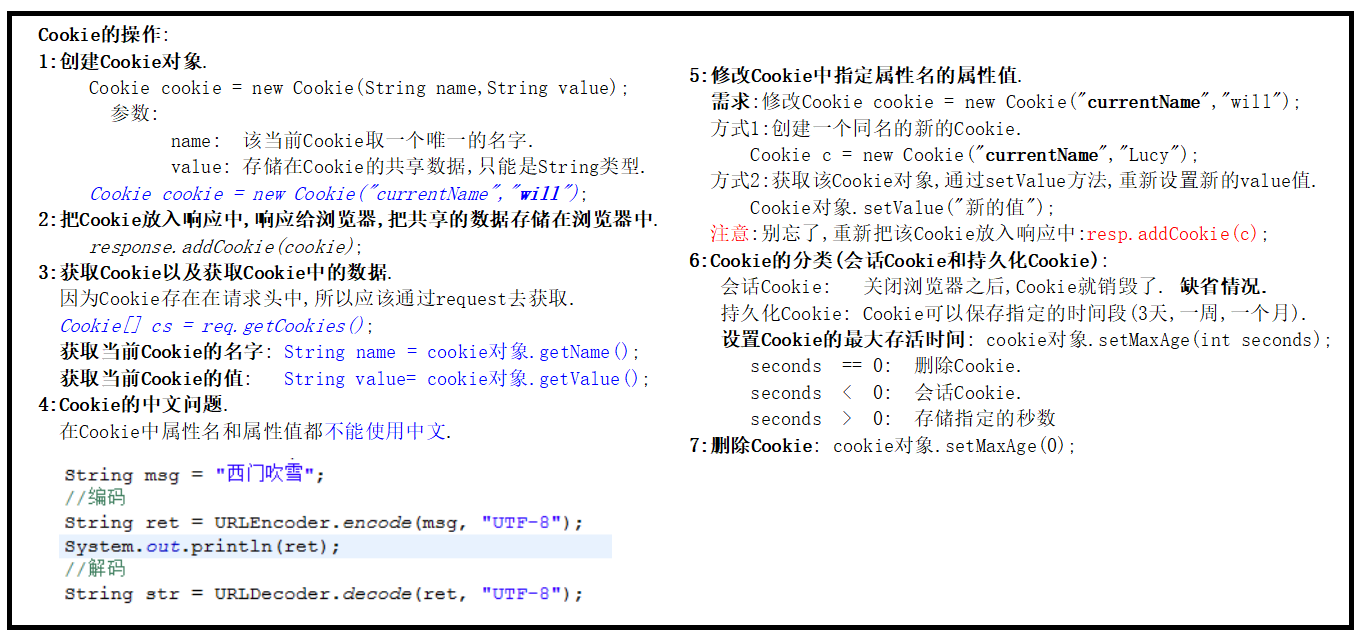 Cookie的操作:
1:创建Cookie对象.
Cookie cookie = new Cookie(String name,String value);
参数:
name: 该当前Cookie取一个唯一的名字.
value: 存储在Cookie的共享数据,只能是String类型.
Cookie cookie = new Cookie("currentName","will");
2:把Cookie放入响应中,响应给浏览器,把共享的数据存储在浏览器中.
response.addCookie(cookie);
3:获取Cookie以及获取Cookie中的数据.
因为Cookie存在在请求头中,所以应该通过request去获取.
Cookie[] cs = req.getCookies();
获取当前Cookie的名字: String name = cookie对象.getName();
获取当前Cookie的值: String value= cookie对象.getValue();
4:Cookie的中文问题.
在Cookie中属性名和属性值都不能使用中文.
String msg = "西门吹雪";
//编码
String ret = URLEncoder.encode(msg, "UTF-8");
System.out.println(ret);
//解码
String str = URLDecoder.decode(ret, "UTF-8");
5:修改Cookie中指定属性名的属性值.
需求:修改Cookie cookie = new Cookie("currentName","will");
方式1:创建一个同名的新的Cookie.
Cookie c = new Cookie("currentName","Lucy");
方式2:获取该Cookie对象,通过setValue方法,重新设置新的value值.
Cookie对象.setValue("新的值");
注意:别忘了,重新把该Cookie放入响应中:resp.addCookie(c);
6:Cookie的分类(会话Cookie和持久化Cookie):
会话Cookie: 关闭浏览器之后,Cookie就销毁了. 缺省情况.
持久化Cookie: Cookie可以保存指定的时间段(3天,一周,一个月).
设置Cookie的最大存活时间: cookie对象.setMaxAge(int seconds);
seconds == 0: 删除Cookie.
seconds < 0: 会话Cookie.
seconds > 0: 存储指定的秒数
7:删除Cookie: cookie对象.setMaxAge(0);